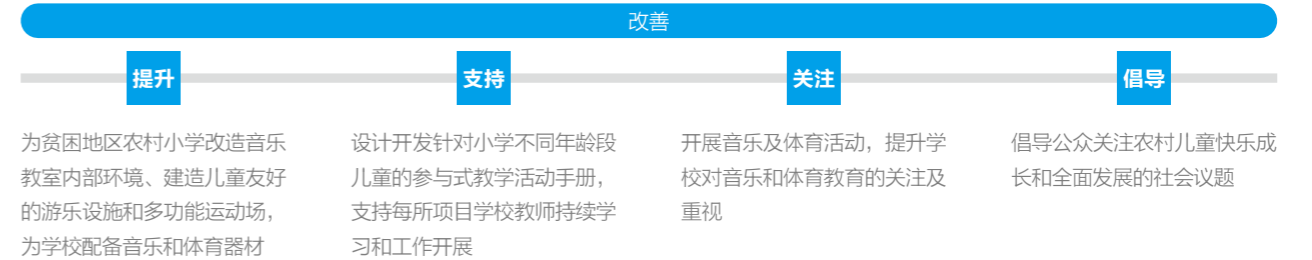 改善
提升
为贫困地区农村小学改造音乐
教室内部环境、建造儿童友好
的游乐设施和多功能运动场，
为学校配备音乐和体育器材
支持
设计开发针对小学不同年龄段
儿童的参与式教学活动手册，
支持每所项目学校教师持续学
习和工作开展
关注
开展音乐及体育活动，提升学
校对音乐和体育教育的关注及
重视
倡导
倡导公众关注农村儿童快乐成
长和全面发展的社会议题